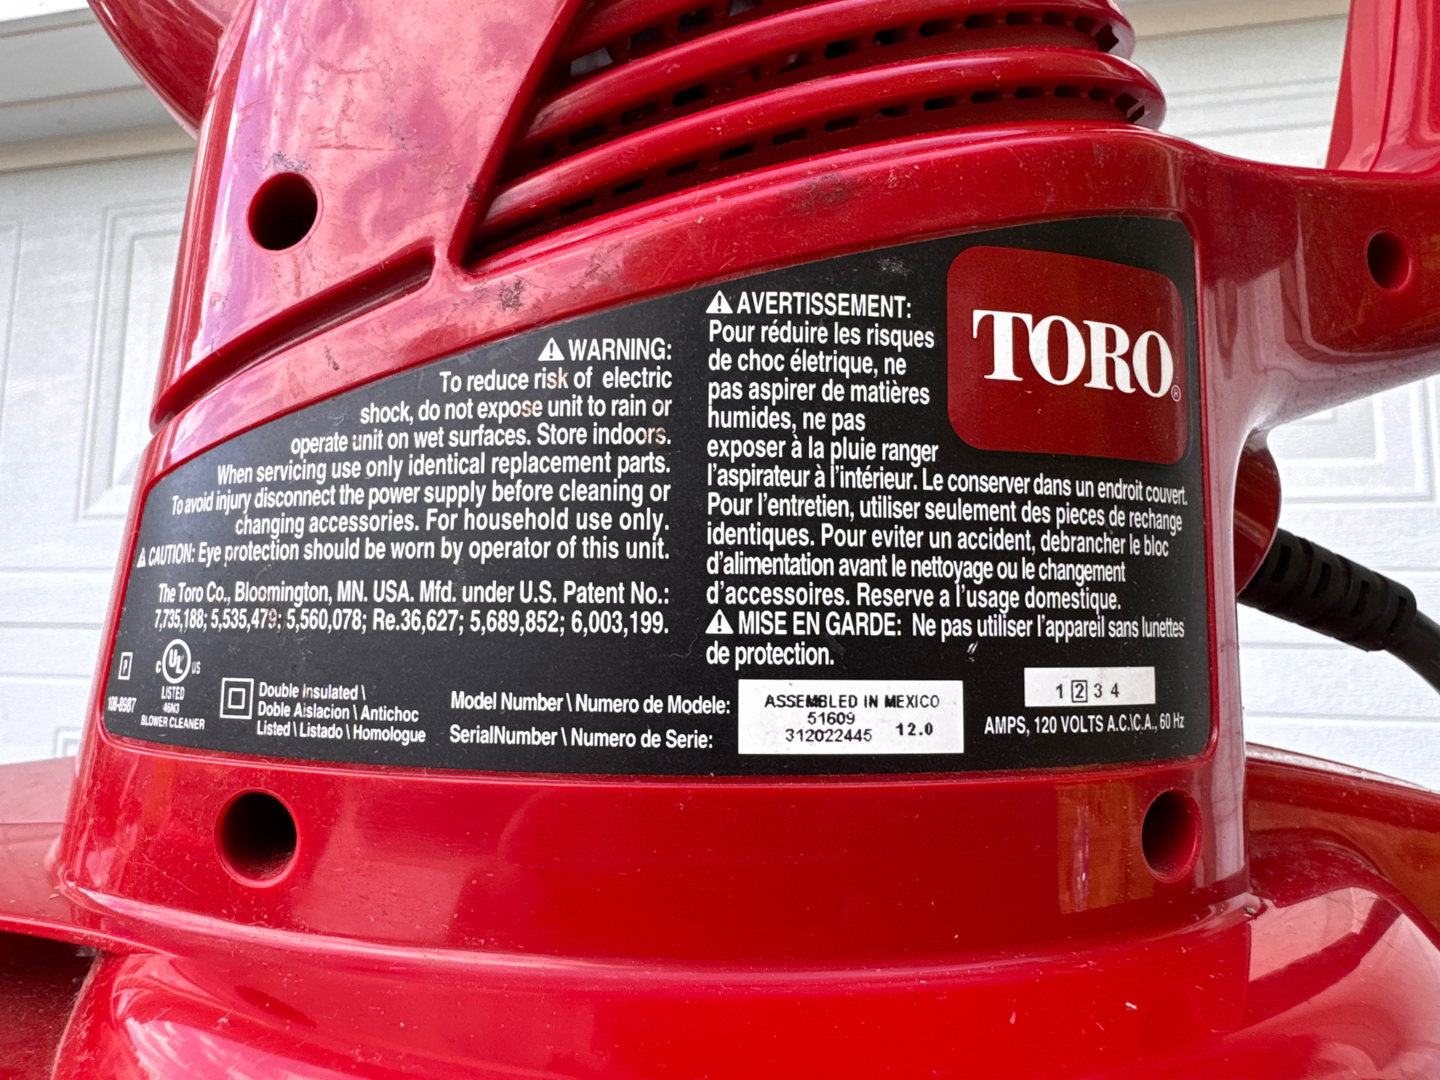 TORO®
⚠ WARNING:
To reduce risk of electric
shock, do not expose unit to rain or
operate unit on wet surfaces. Store indoors.
When servicing use only identical replacement parts.
To avoid injury disconnect the power supply before cleaning or
changing accessories. For household use only.
⚠ CAUTION: Eye protection should be worn by operator of this unit.
The Toro Co., Bloomington, MN. USA. Mfd. under U.S. Patent No.:
7,735,188; 5,535,479; 5,560,078; Re.36,627; 5,689,852; 6,003,199.
⚠ AVERTISSEMENT:
Pour réduire les risques
de choc életrique, ne
pas aspirer de matières
humides, ne pas
exposer à la pluie ranger
l'aspirateur à l'intérieur. Le conserver dans un endroit couvert.
Pour l'entretien, utiliser seulement des pieces de rechange
identiques. Pour eviter un accident, debrancher le bloc
d'alimentation avant le nettoyage ou le changement
d'accessoires. Reserve a l'usage domestique.
⚠ MISE EN GARDE: Ne pas utiliser l'appareil sans lunettes
de protection.
108-8987
C UL US
LISTED
46N3
BLOWER CLEANER
Double Insulated \
Doble Aislacion \ Antichoc
Listed \ Listado \ Homologue
Model Number \ Numero de Modele:
SerialNumber \ Numero de Serie:
ASSEMBLED IN MEXICO
51609
312022445 12.0
1 2 3 4
AMPS, 120 VOLTS A.C.\C.A., 60 Hz